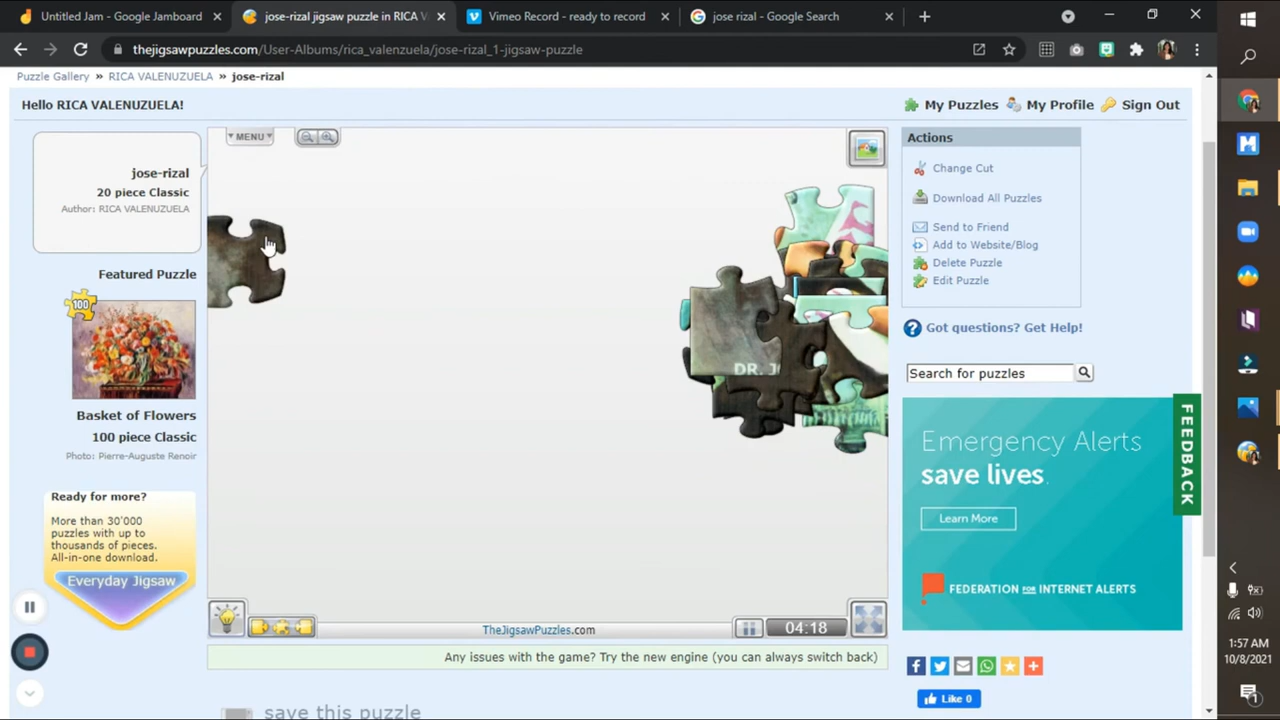 Untitled Jam - Google Jamboard
jose-rizal jigsaw puzzle in RICA V
Vimeo Record - ready to record
jose rizal - Google Search
thejigsawpuzzles.com/User-Albums/rica_valenzuela/jose-rizal_1-jigsaw-puzzle
Puzzle Gallery » RICA VALENUZUELA » jose-rizal
Hello RICA VALENUZUELA!
My Puzzles My Profile Sign Out
MENU
jose-rizal
20 piece Classic
Author: RICA VALENUZUELA
Featured Puzzle
100
Basket of Flowers
100 piece Classic
Photo: Pierre-Auguste Renoir
Ready for more?
More than 30'000
puzzles with up to
thousands of pieces.
All-in-one download.
Everyday Jigsaw
DR. J
TheJigsawPuzzles.com
04:18
Any issues with the game? Try the new engine (you can always switch back)
save this puzzle
Actions
Change Cut
Download All Puzzles
Send to Friend
Add to Website/Blog
Delete Puzzle
Edit Puzzle
Got questions? Get Help!
Search for puzzles
Emergency Alerts
save lives.
Learn More
FEDERATION FOR INTERNET ALERTS
FEEDBACK
Like 0
1:57 AM
10/8/2021